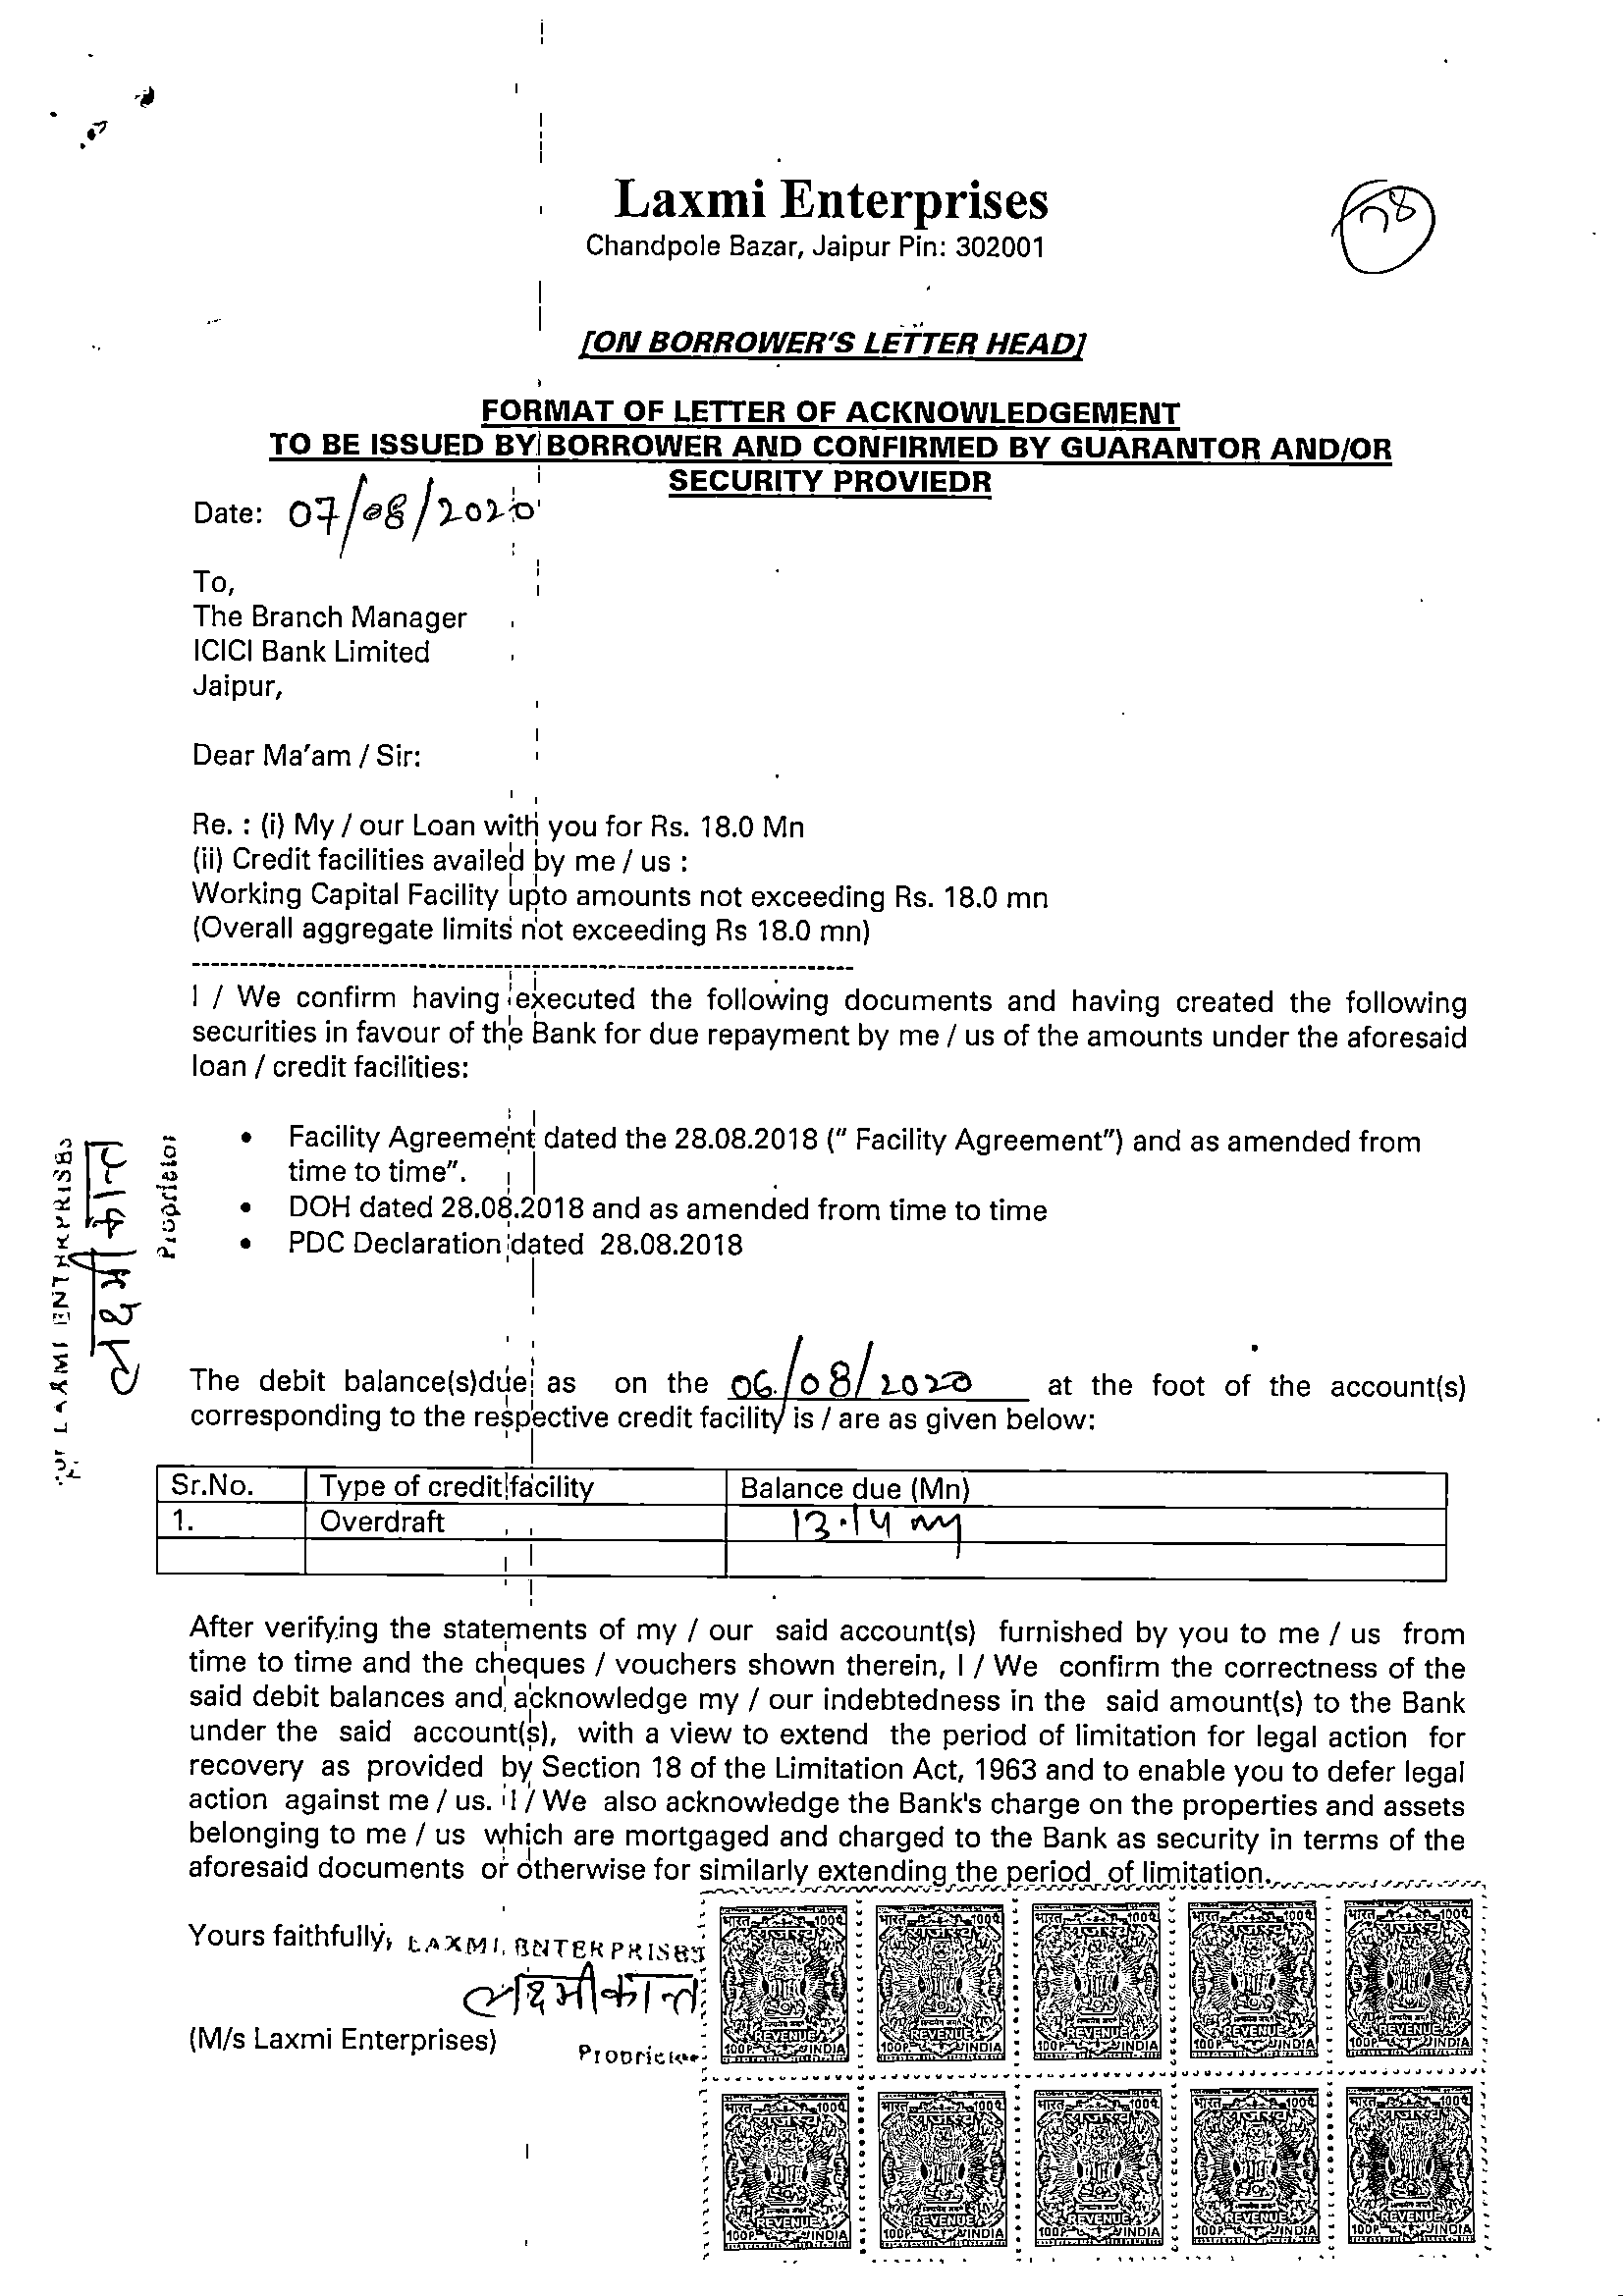 Laxmi Enterprises
Chandpole Bazar, Jaipur Pin: 302001
78
[ON BORROWER'S LETTER HEAD]
FORMAT OF LETTER OF ACKNOWLEDGEMENT
TO BE ISSUED BY BORROWER AND CONFIRMED BY GUARANTOR AND/OR
SECURITY PROVIEDR
Date: 07/08/2020
To,
The Branch Manager
ICICI Bank Limited
Jaipur,
Dear Ma'am / Sir:
Re. : (i) My / our Loan with you for Rs. 18.0 Mn
(ii) Credit facilities availed by me / us :
Working Capital Facility upto amounts not exceeding Rs. 18.0 mn
(Overall aggregate limits not exceeding Rs 18.0 mn)
I / We confirm having executed the following documents and having created the following
securities in favour of the Bank for due repayment by me / us of the amounts under the aforesaid
loan / credit facilities:
• Facility Agreement dated the 28.08.2018 (" Facility Agreement") and as amended from
time to time".
• DOH dated 28.08.2018 and as amended from time to time
• PDC Declaration dated 28.08.2018
For LAXMI ENTERPRISES
लक्ष्मीकान्त
Proprietor
The debit balance(s)due as on the 06/08/2020 at the foot of the account(s)
corresponding to the respective credit facility is / are as given below:
Sr.No. Type of credit facility Balance due (Mn)
1. Overdraft 13.14 mn
After verifying the statements of my / our said account(s) furnished by you to me / us from
time to time and the cheques / vouchers shown therein, I / We confirm the correctness of the
said debit balances and acknowledge my / our indebtedness in the said amount(s) to the Bank
under the said account(s), with a view to extend the period of limitation for legal action for
recovery as provided by Section 18 of the Limitation Act, 1963 and to enable you to defer legal
action against me / us. I / We also acknowledge the Bank's charge on the properties and assets
belonging to me / us which are mortgaged and charged to the Bank as security in terms of the
aforesaid documents or otherwise for similarly extending the period of limitation.
Yours faithfully, LAXMI ENTERPRISES
लक्ष्मीकान्त
(M/s Laxmi Enterprises) Proprietor
भारत 100प. भारत 100प. भारत 100प. भारत 100प. भारत 100प.
REVENUE REVENUE REVENUE REVENUE REVENUE
100P. INDIA 100P. INDIA 100P. INDIA 100P. INDIA 100P. INDIA
भारत 100प. भारत 100प. भारत 100प. भारत 100प. भारत 100प.
REVENUE REVENUE REVENUE REVENUE REVENUE
100P. INDIA 100P. INDIA 100P. INDIA 100P. INDIA 100P. INDIA